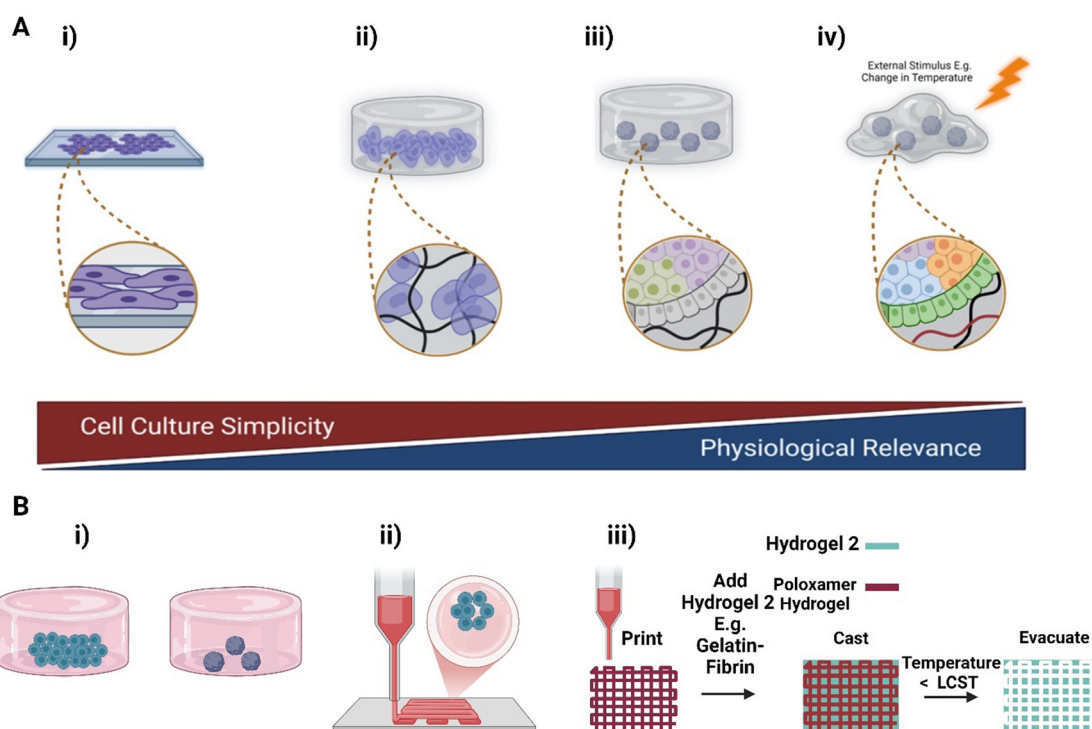 A
i)
ii)
iii)
iv)
External Stimulus E.g.
Change in Temperature
Cell Culture Simplicity
Physiological Relevance
B
i)
ii)
iii)
Hydrogel 2
Poloxamer
Hydrogel
Print
Add
Hydrogel 2
E.g.
Gelatin-
Fibrin
Cast
Temperature
< LCST
Evacuate